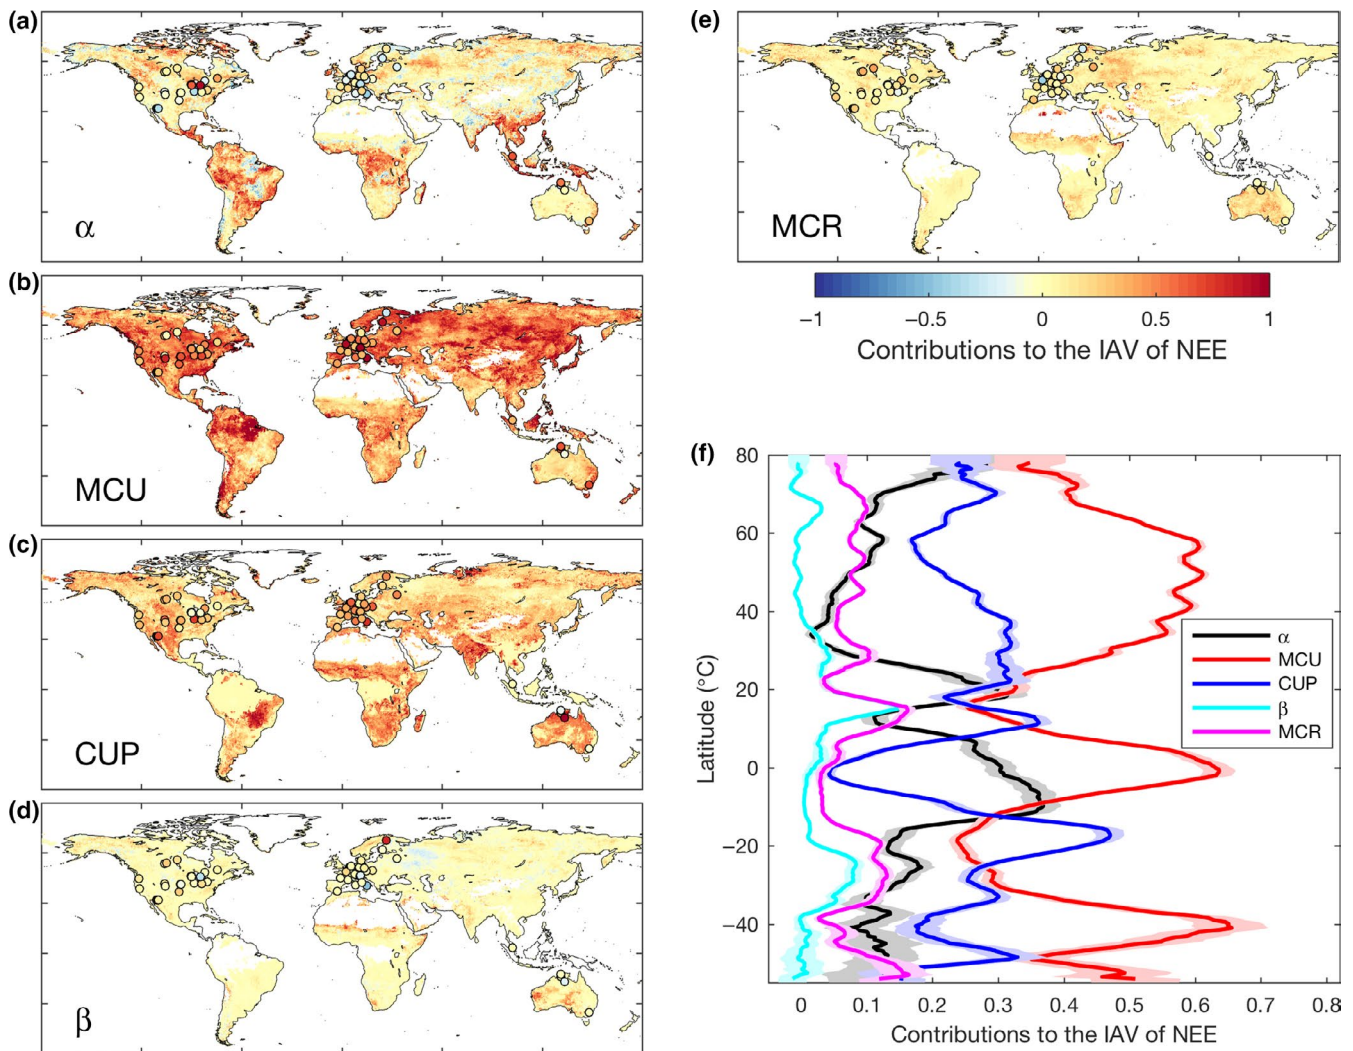 (a)
α
(b)
MCU
(c)
CUP
(d)
β
(e)
MCR
−1 −0.5 0 0.5 1
Contributions to the IAV of NEE
(f)
80
60
40
20
0
−20
−40
Latitude (°C)
α
MCU
CUP
β
MCR
0 0.1 0.2 0.3 0.4 0.5 0.6 0.7 0.8
Contributions to the IAV of NEE